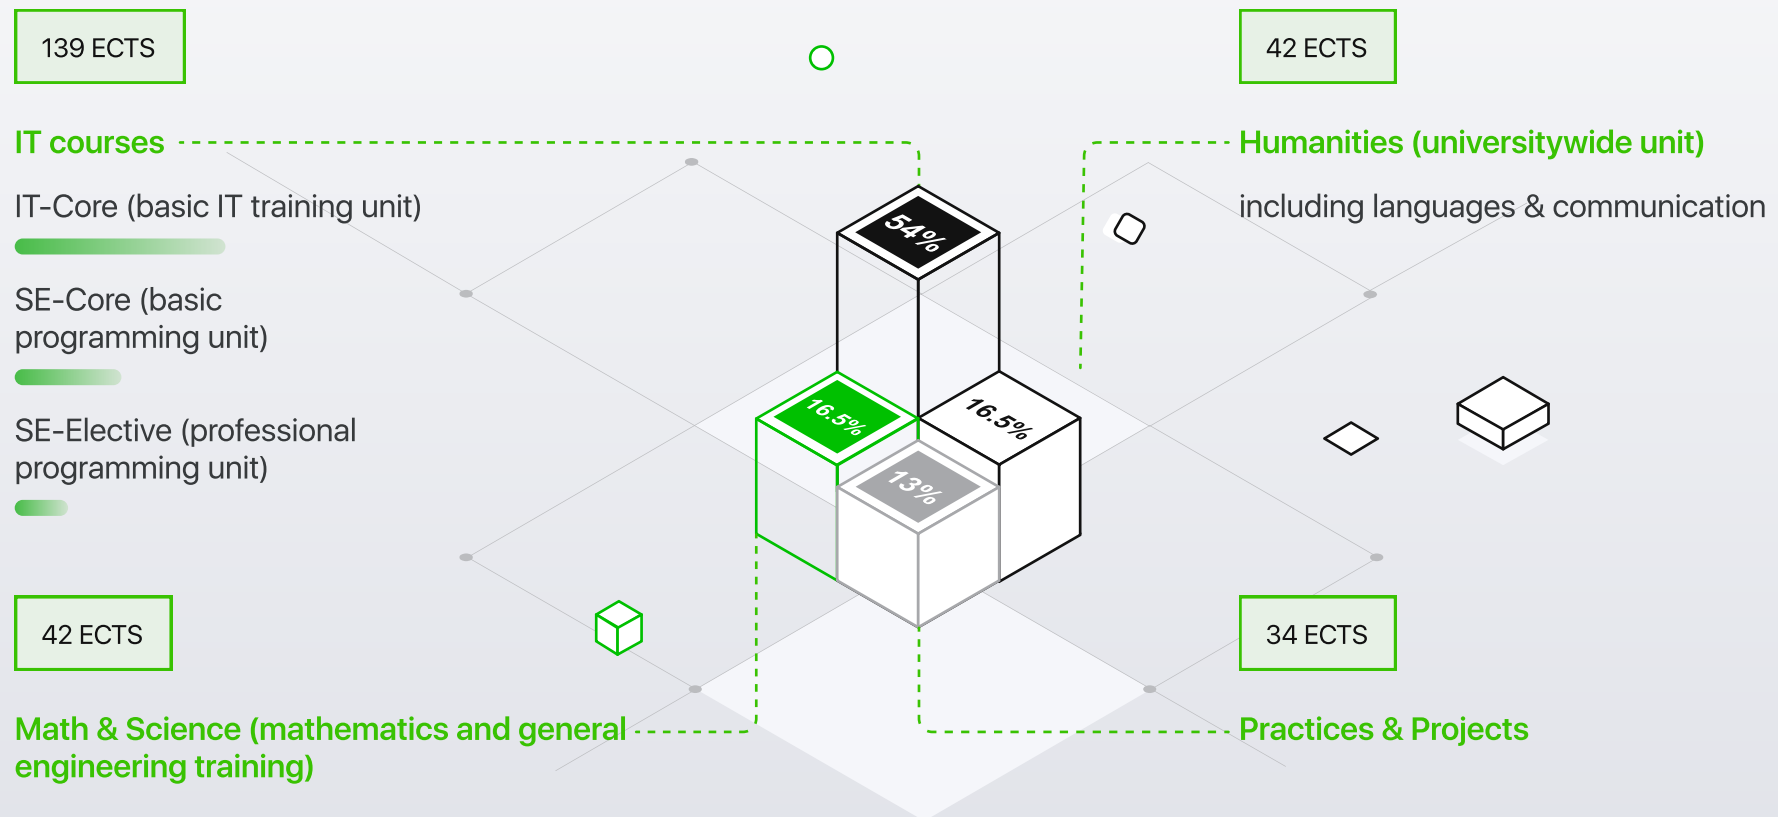 139 ECTS
IT courses
IT-Core (basic IT training unit)
SE-Core (basic
programming unit)
SE-Elective (professional
programming unit)
42 ECTS
Humanities (universitywide unit)
including languages & communication
54%
16.5%
16.5%
13%
42 ECTS
Math & Science (mathematics and general
engineering training)
34 ECTS
Practices & Projects